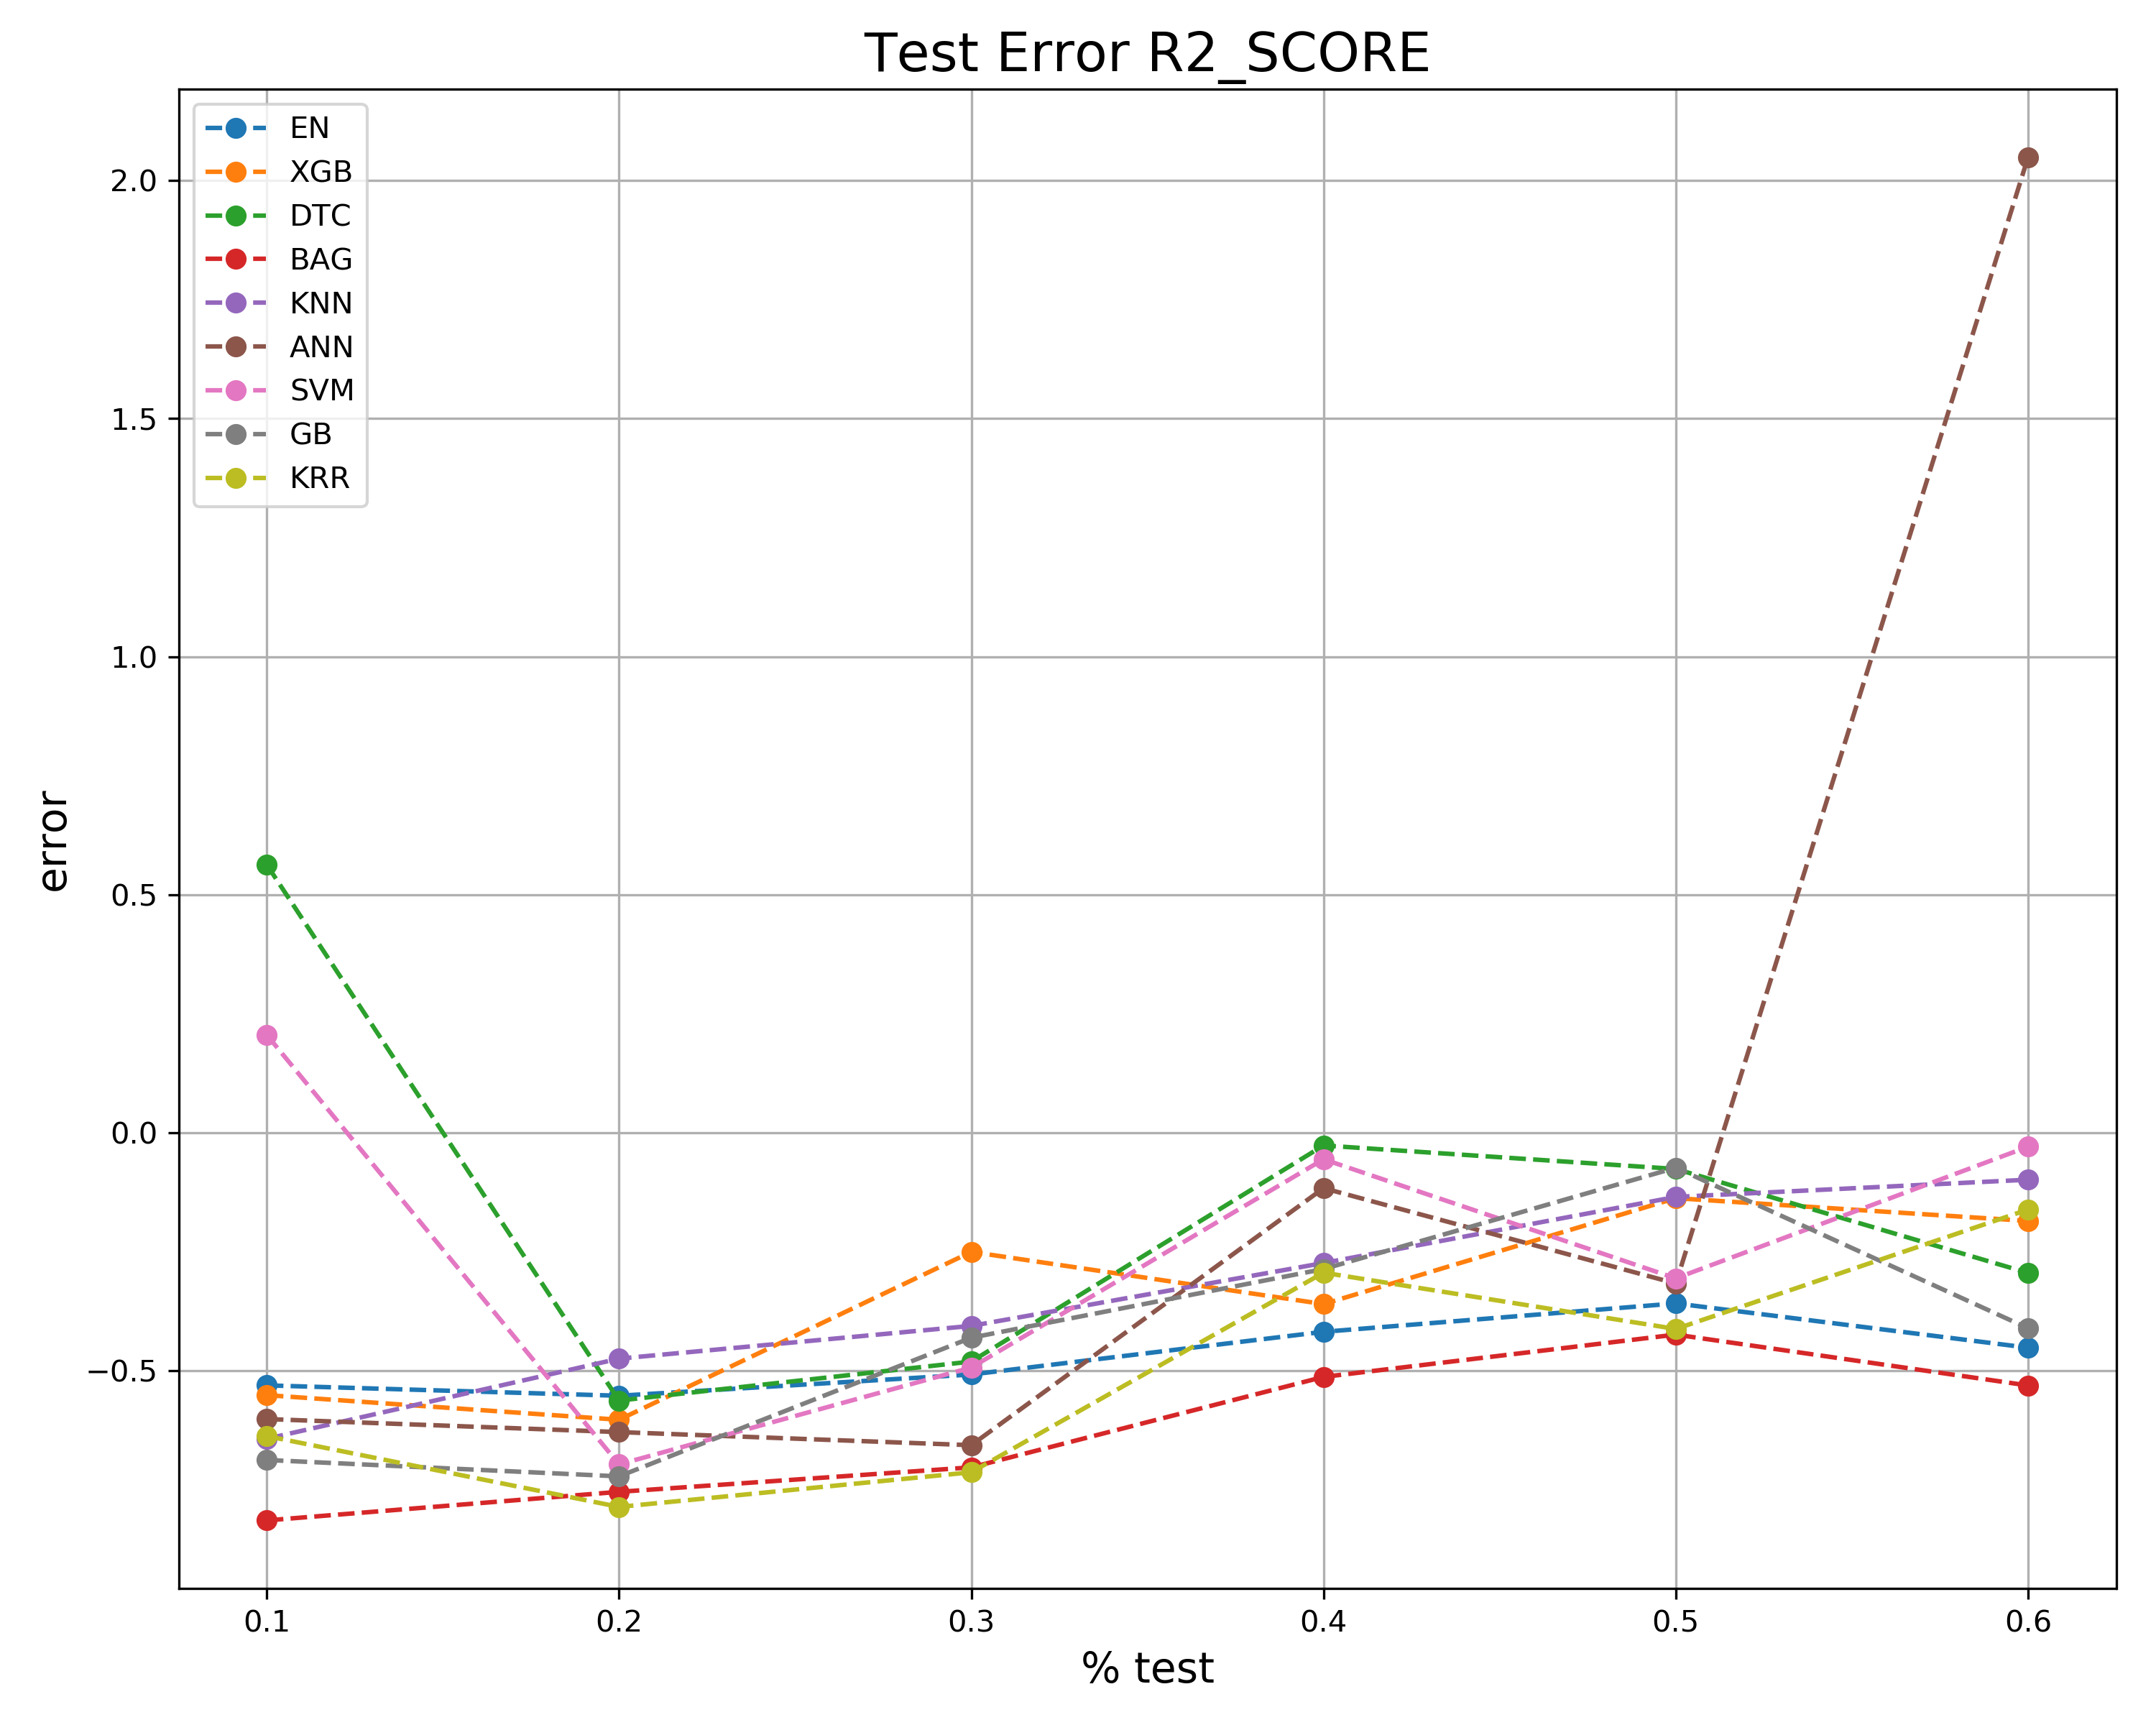 Test Error R2_SCORE
EN
XGB
DTC
BAG
KNN
ANN
SVM
GB
KRR
2.0
1.5
1.0
0.5
0.0
−0.5
error
0.1 0.2 0.3 0.4 0.5 0.6
% test